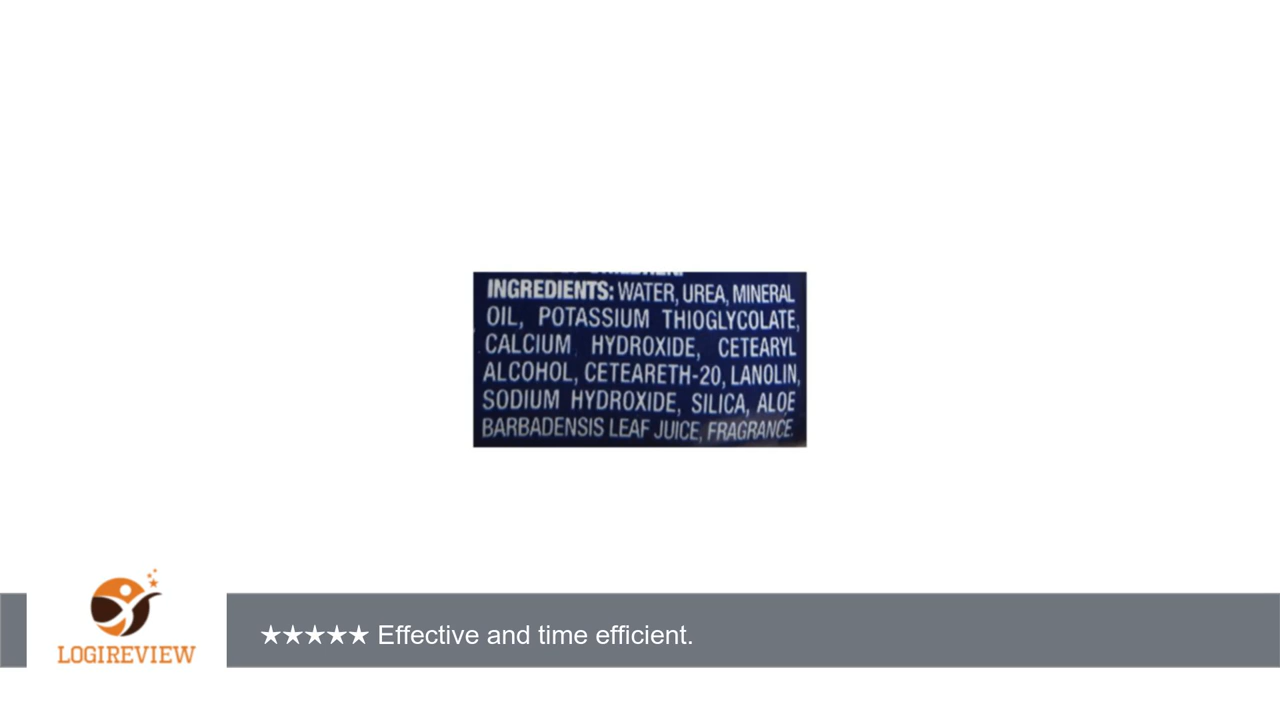 INGREDIENTS: WATER, UREA, MINERAL
OIL, POTASSIUM THIOGLYCOLATE,
CALCIUM HYDROXIDE, CETEARYL
ALCOHOL, CETEARETH-20, LANOLIN,
SODIUM HYDROXIDE, SILICA, ALOE
BARBADENSIS LEAF JUICE, FRAGRANCE.
LOGIREVIEW
★★★★★ Effective and time efficient.